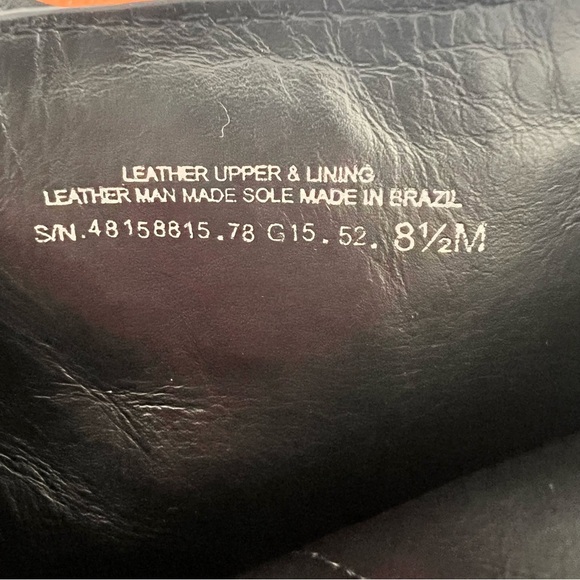 LEATHER UPPER & LINING
LEATHER MAN MADE SOLE MADE IN BRAZIL
S/N.48158815.78 G15.52. 8½M